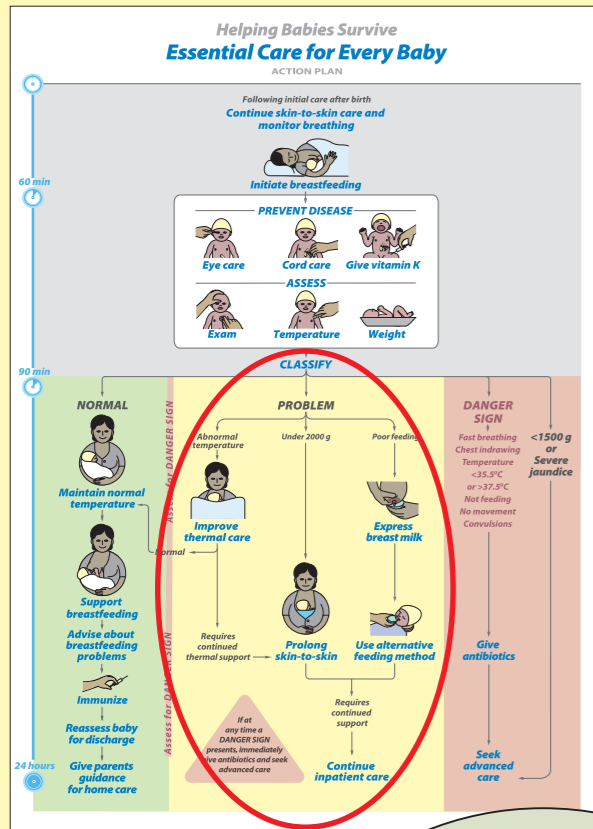 Helping Babies Survive
Essential Care for Every Baby
ACTION PLAN
Following initial care after birth
Continue skin-to-skin care and
monitor breathing
60 min
Initiate breastfeeding
PREVENT DISEASE
Eye care
Cord care
Give vitamin K
ASSESS
Exam
Temperature
Weight
90 min
CLASSIFY
NORMAL
Maintain normal
temperature
Support
breastfeeding
Advise about
breastfeeding
problems
Immunize
Reassess baby
for discharge
24 hours
Give parents
guidance
for home care
Assess for DANGER SIGN
Assess for DANGER SIGN
PROBLEM
Abnormal
temperature
Improve
thermal care
Normal
Requires
continued
thermal support
Under 2000 g
Prolong
skin-to-skin
Poor feeding
Express
breast milk
Use alternative
feeding method
Requires
continued
support
Continue
inpatient care
If at
any time a
DANGER SIGN
presents, immediately
give antibiotics and seek
advanced care
DANGER
SIGN
Fast breathing
Chest indrawing
Temperature
<35.5°C
or >37.5°C
Not feeding
No movement
Convulsions
<1500 g
or
Severe
jaundice
Give
antibiotics
Seek
advanced
care